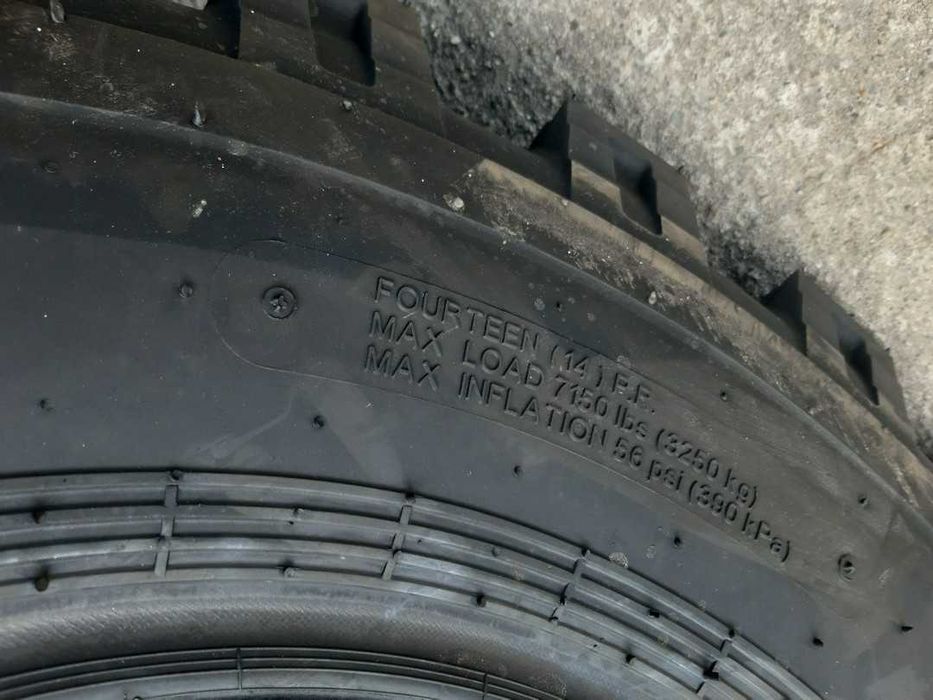 FOURTEEN (14) P.R.
MAX LOAD 7150 lbs (3250 kg)
MAX INFLATION 56 psi (390 kPa)